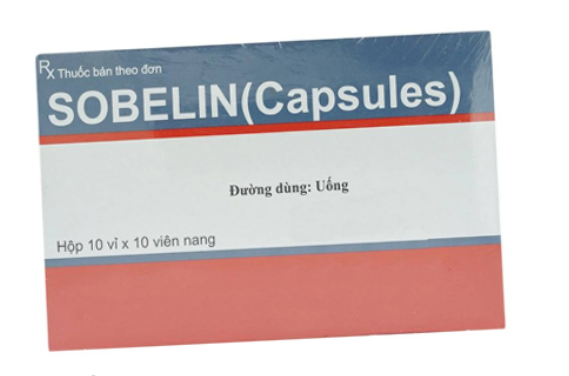 Rx Thuốc bán theo đơn
SOBELIN(Capsules)
Đường dùng: Uống
Hộp 10 vỉ x 10 viên nang